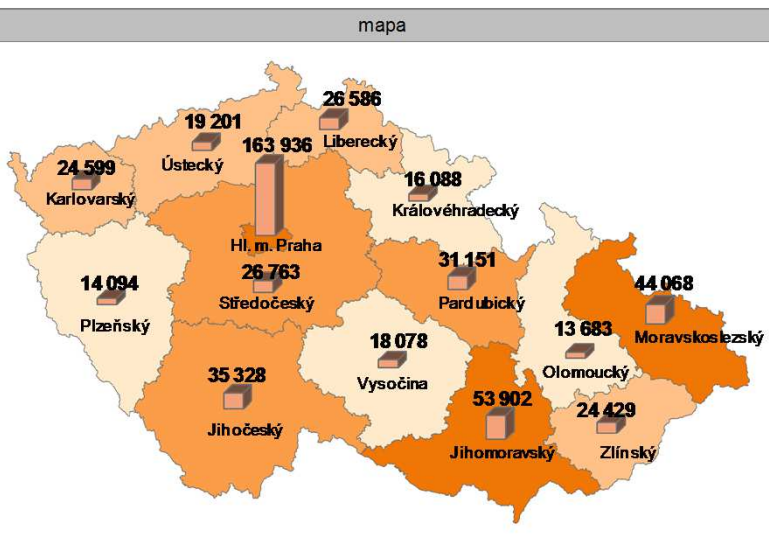 mapa
26 586
Liberecký
19 201
Ústecký
163 936
Hl. m. Praha
24 599
Karlovarský
16 088
Královéhradecký
31 151
Pardubický
26 763
Středočeský
14 094
Plzeňský
44 068
Moravskoslezský
13 683
Olomoucký
18 078
Vysočina
35 328
Jihočeský
53 902
Jihomoravský
24 429
Zlínský